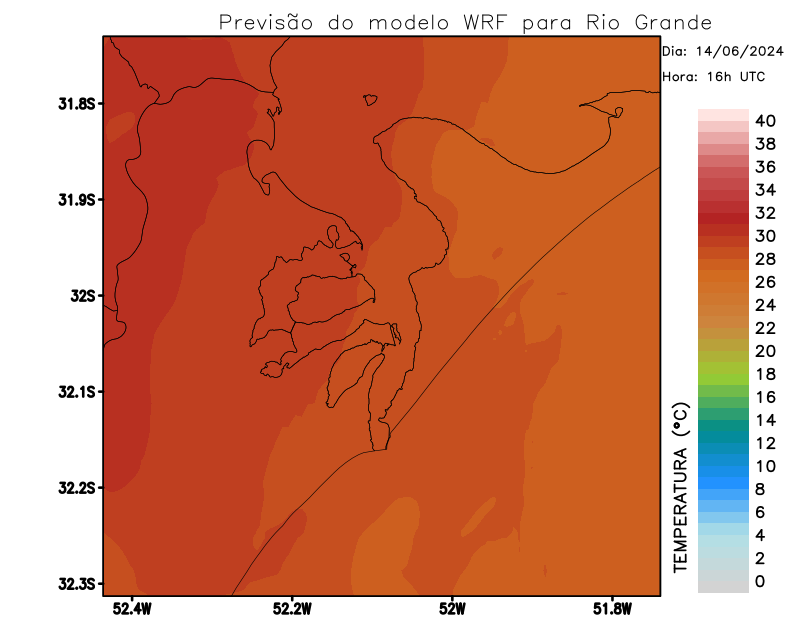 Previsão do modelo WRF para Rio Grande
Dia: 14/06/2024
Hora: 16h UTC
31.8S
31.9S
32S
32.1S
32.2S
32.3S
52.4W
52.2W
52W
51.8W
TEMPERATURA (°C)
40
38
36
34
32
30
28
26
24
22
20
18
16
14
12
10
8
6
4
2
0